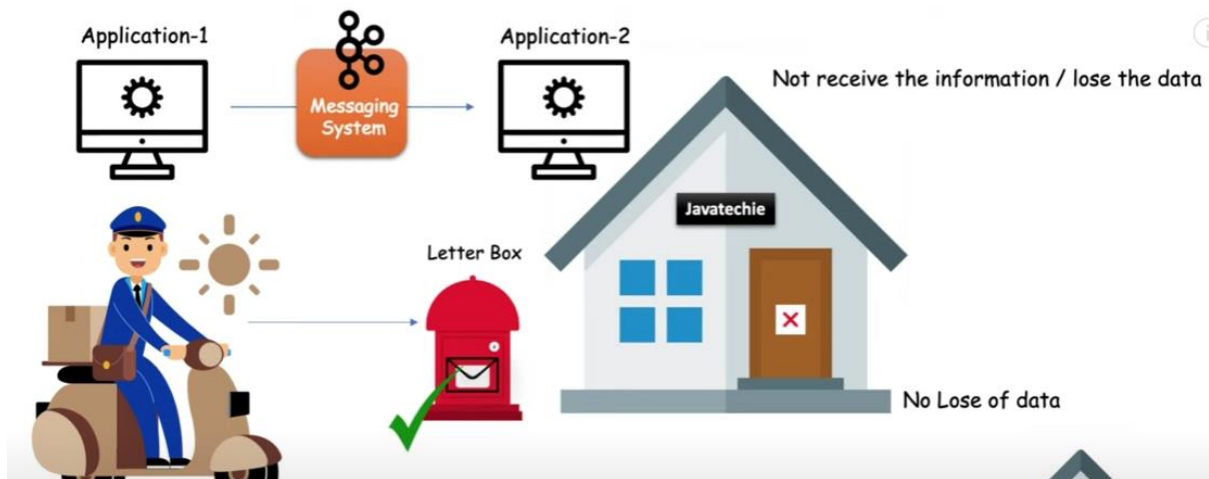 Application-1
Application-2
Messaging
System
Not receive the information / lose the data
Javatechie
Letter Box
No Lose of data